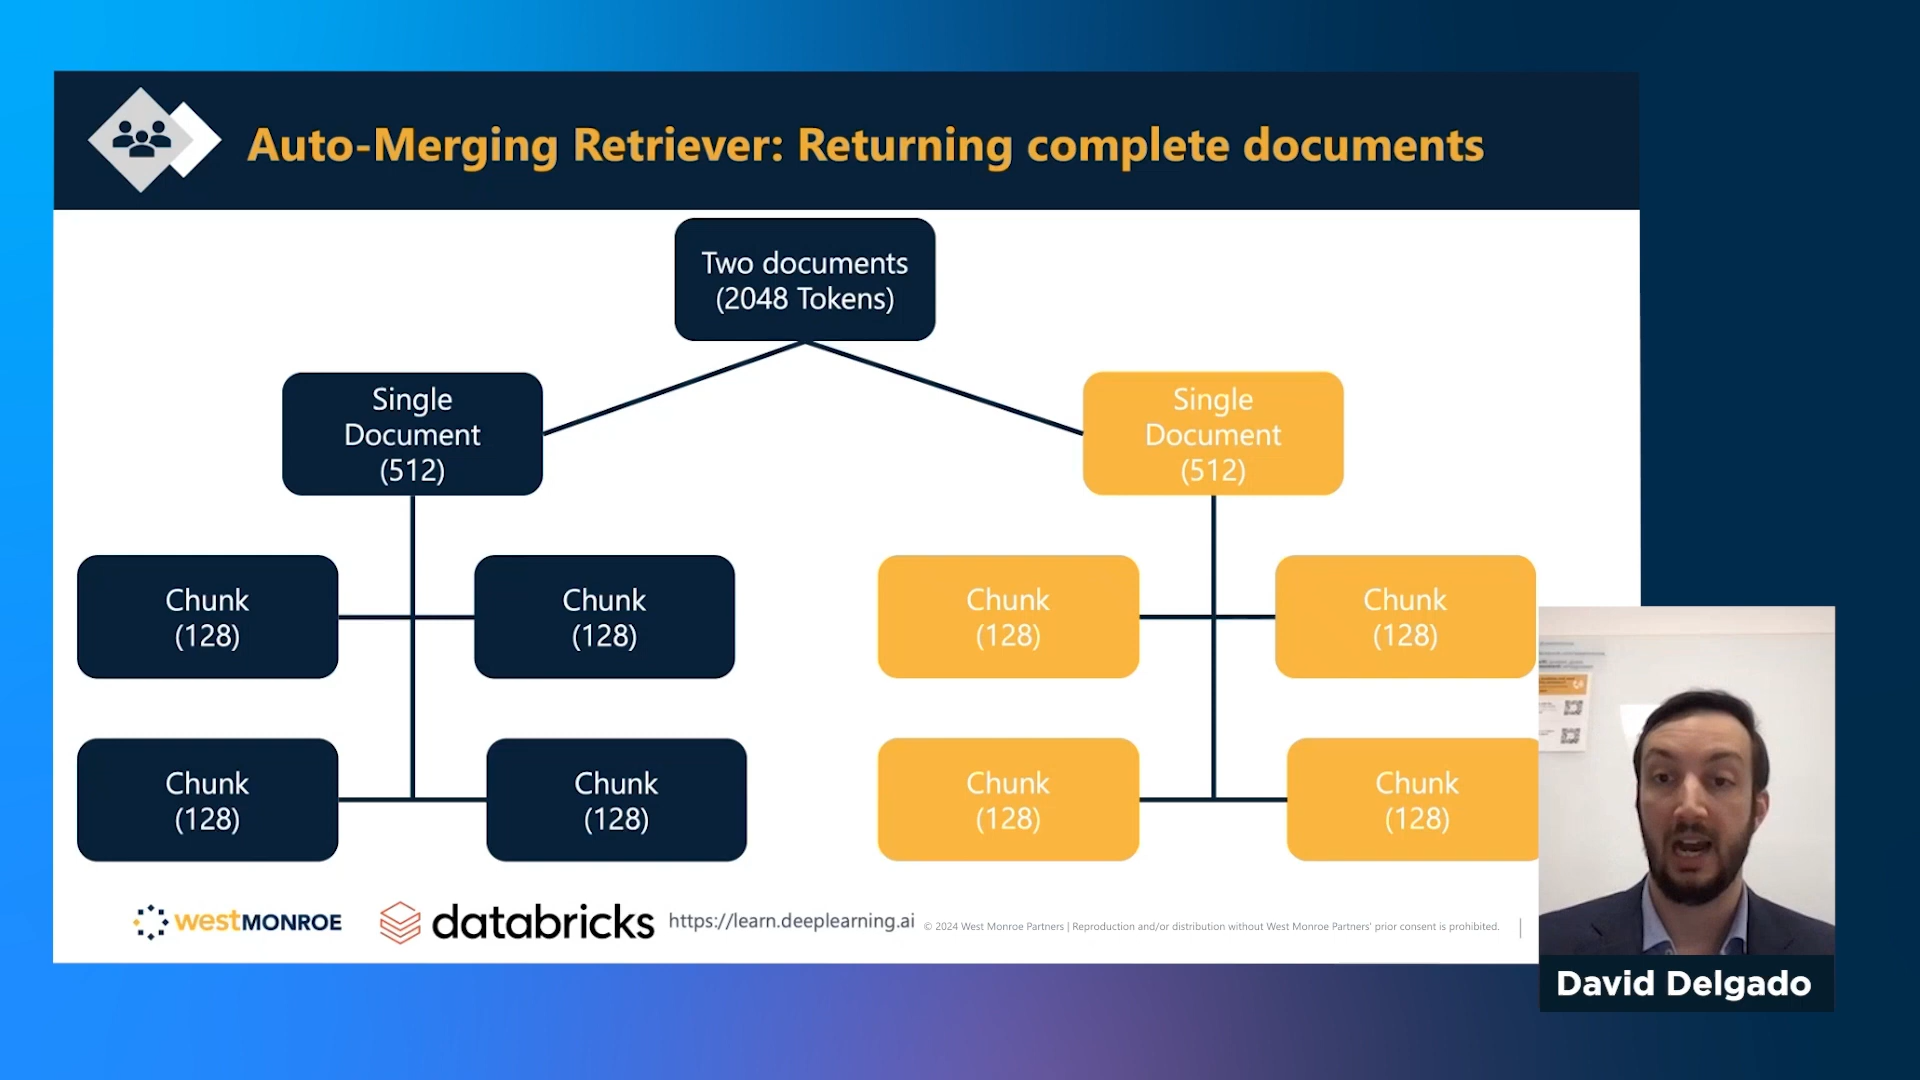 Auto-Merging Retriever: Returning complete documents
Two documents
(2048 Tokens)
Single
Document
(512)
Single
Document
(512)
Chunk
(128)
Chunk
(128)
Chunk
(128)
Chunk
(128)
Chunk
(128)
Chunk
(128)
Chunk
(128)
Chunk
(128)
westMONROE
databricks
https://learn.deeplearning.ai
© 2024 West Monroe Partners | Reproduction and/or distribution without West Monroe Partners' prior consent is prohibited.
David Delgado